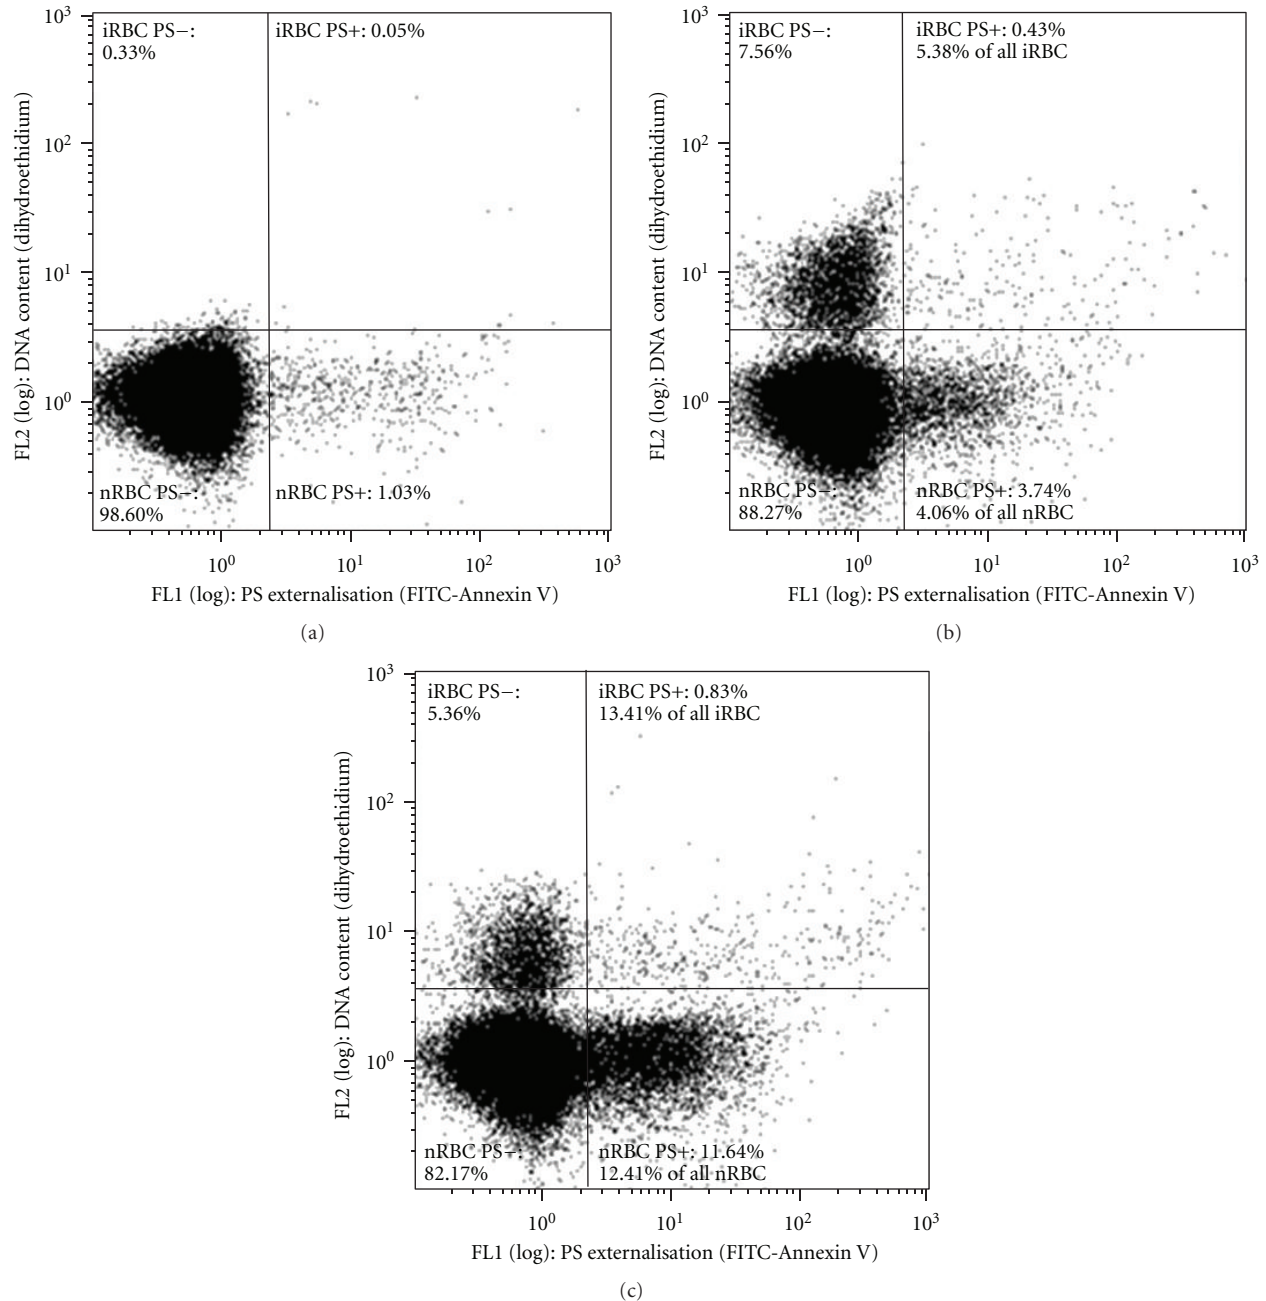 10³
10²
10¹
10⁰
FL2 (log): DNA content (dihydroethidium)
iRBC PS−:
0.33%
iRBC PS+: 0.05%
nRBC PS−:
98.60%
nRBC PS+: 1.03%
10⁰ 10¹ 10² 10³
FL1 (log): PS externalisation (FITC-Annexin V)
(a)
10³
10²
10¹
10⁰
FL2 (log): DNA content (dihydroethidium)
iRBC PS−:
7.56%
iRBC PS+: 0.43%
5.38% of all iRBC
nRBC PS−:
88.27%
nRBC PS+: 3.74%
4.06% of all nRBC
10⁰ 10¹ 10² 10³
FL1 (log): PS externalisation (FITC-Annexin V)
(b)
10³
10²
10¹
10⁰
FL2 (log): DNA content (dihydroethidium)
iRBC PS−:
5.36%
iRBC PS+: 0.83%
13.41% of all iRBC
nRBC PS−:
82.17%
nRBC PS+: 11.64%
12.41% of all nRBC
10⁰ 10¹ 10² 10³
FL1 (log): PS externalisation (FITC-Annexin V)
(c)